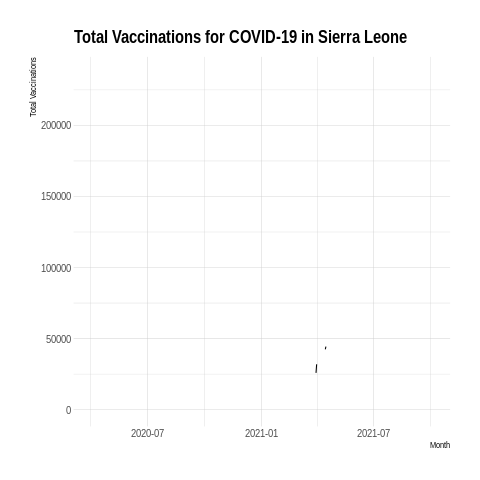 Total Vaccinations for COVID-19 in Sierra Leone
Total Vaccinations
200000
150000
100000
50000
0
2020-07
2021-01
2021-07
Month